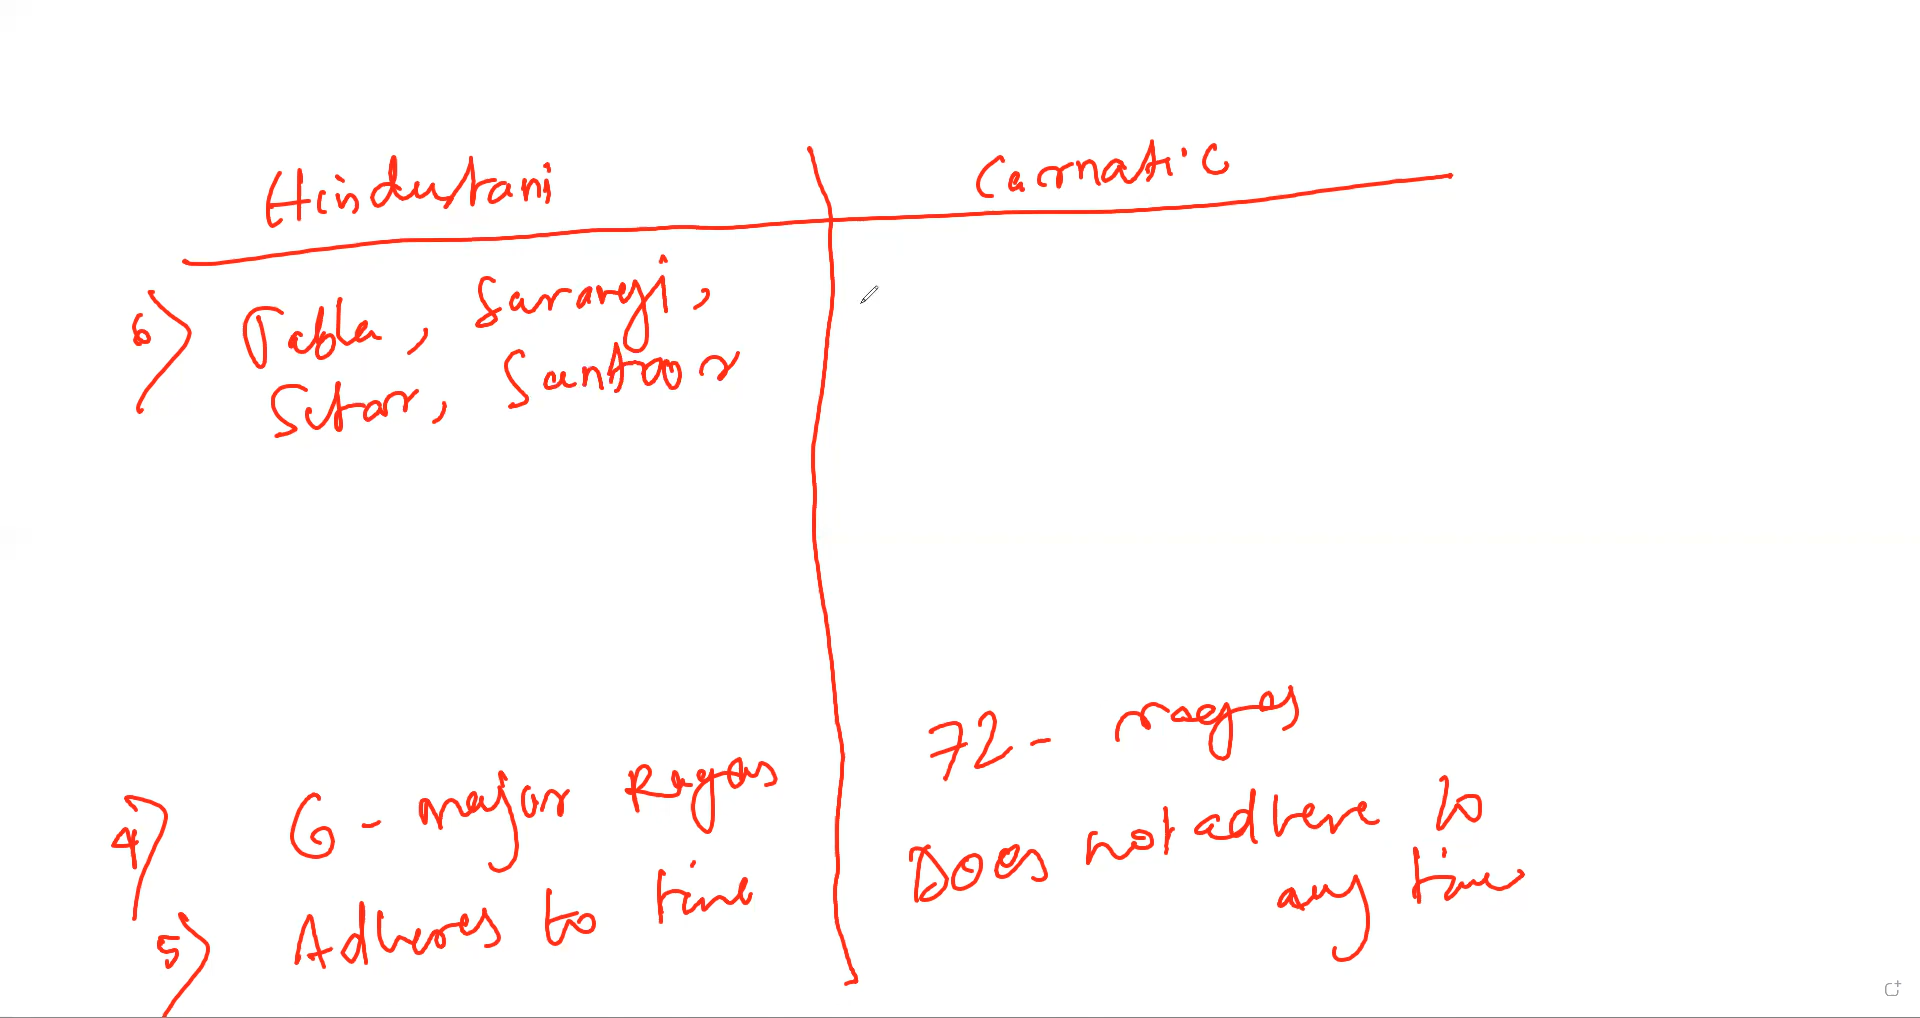 Hindustani Carnatic
6) Tabla, Sarangi,
Sitar, Santoor
72 - ragas
4) 6 - major Ragas
Does not adhere to
any time
5) Adheres to time